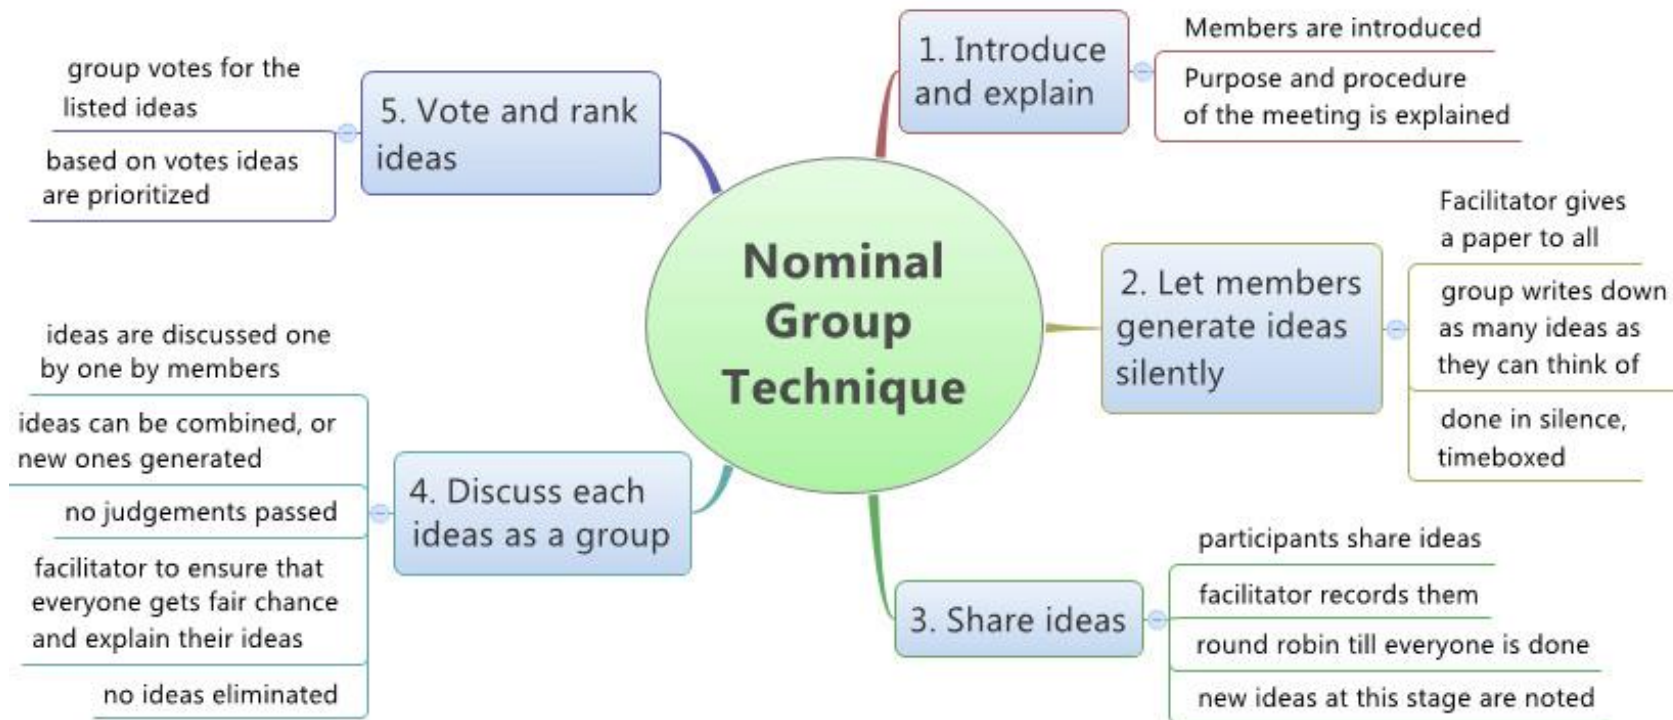 Nominal
Group
Technique
1. Introduce
and explain
Members are introduced
Purpose and procedure
of the meeting is explained
2. Let members
generate ideas
silently
Facilitator gives
a paper to all
group writes down
as many ideas as
they can think of
done in silence,
timeboxed
3. Share ideas
participants share ideas
facilitator records them
round robin till everyone is done
new ideas at this stage are noted
4. Discuss each
ideas as a group
ideas are discussed one
by one by members
ideas can be combined, or
new ones generated
no judgements passed
facilitator to ensure that
everyone gets fair chance
and explain their ideas
no ideas eliminated
5. Vote and rank
ideas
group votes for the
listed ideas
based on votes ideas
are prioritized